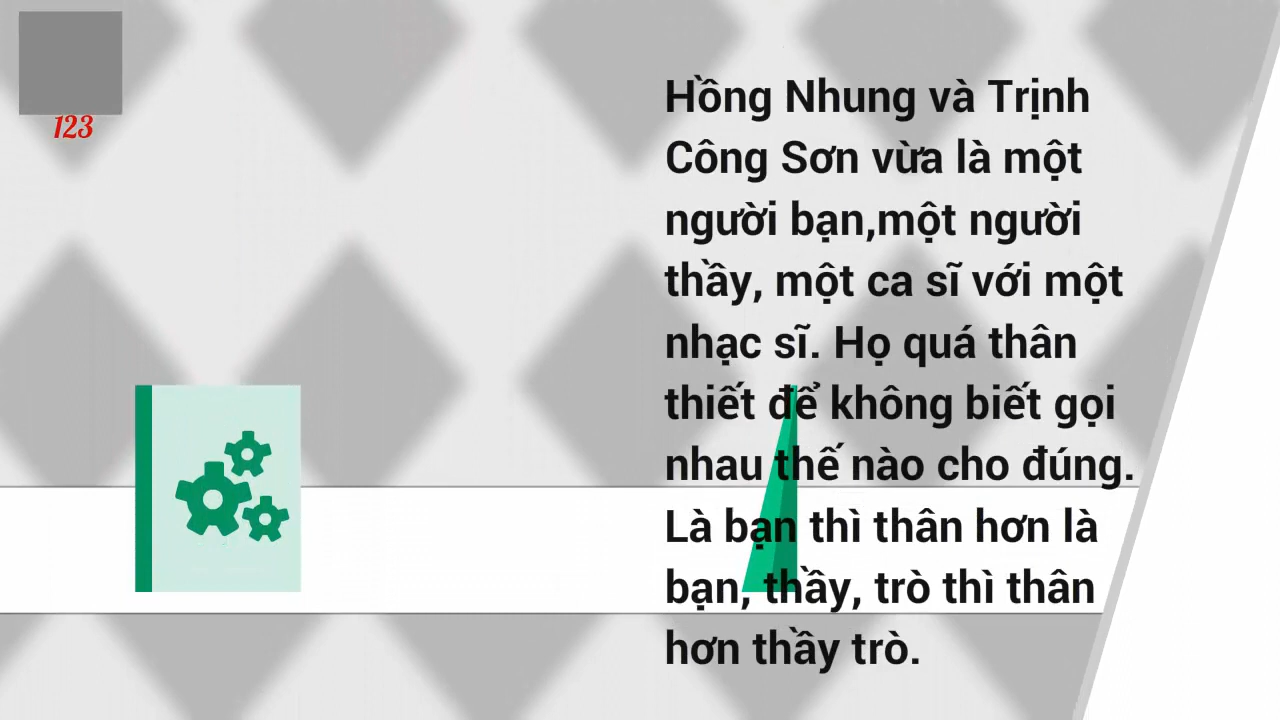 123
Hồng Nhung và Trịnh
Công Sơn vừa là một
người bạn,một người
thầy, một ca sĩ với một
nhạc sĩ. Họ quá thân
thiết để không biết gọi
nhau thế nào cho đúng.
Là bạn thì thân hơn là
bạn, thầy, trò thì thân
hơn thầy trò.